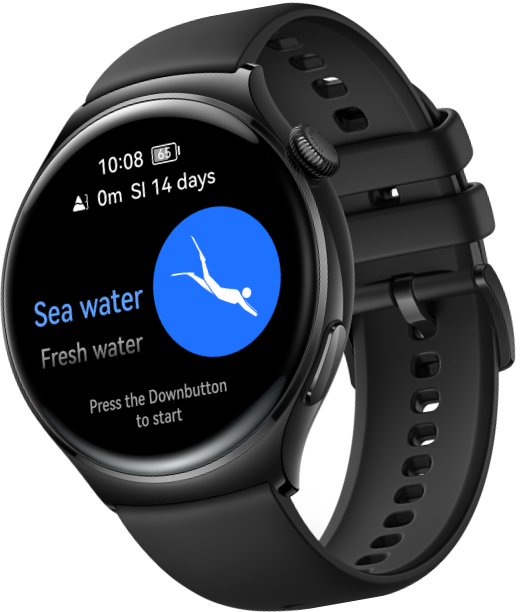 10:08 65
0m SI 14 days
Sea water
Fresh water
Press the Downbutton
to start